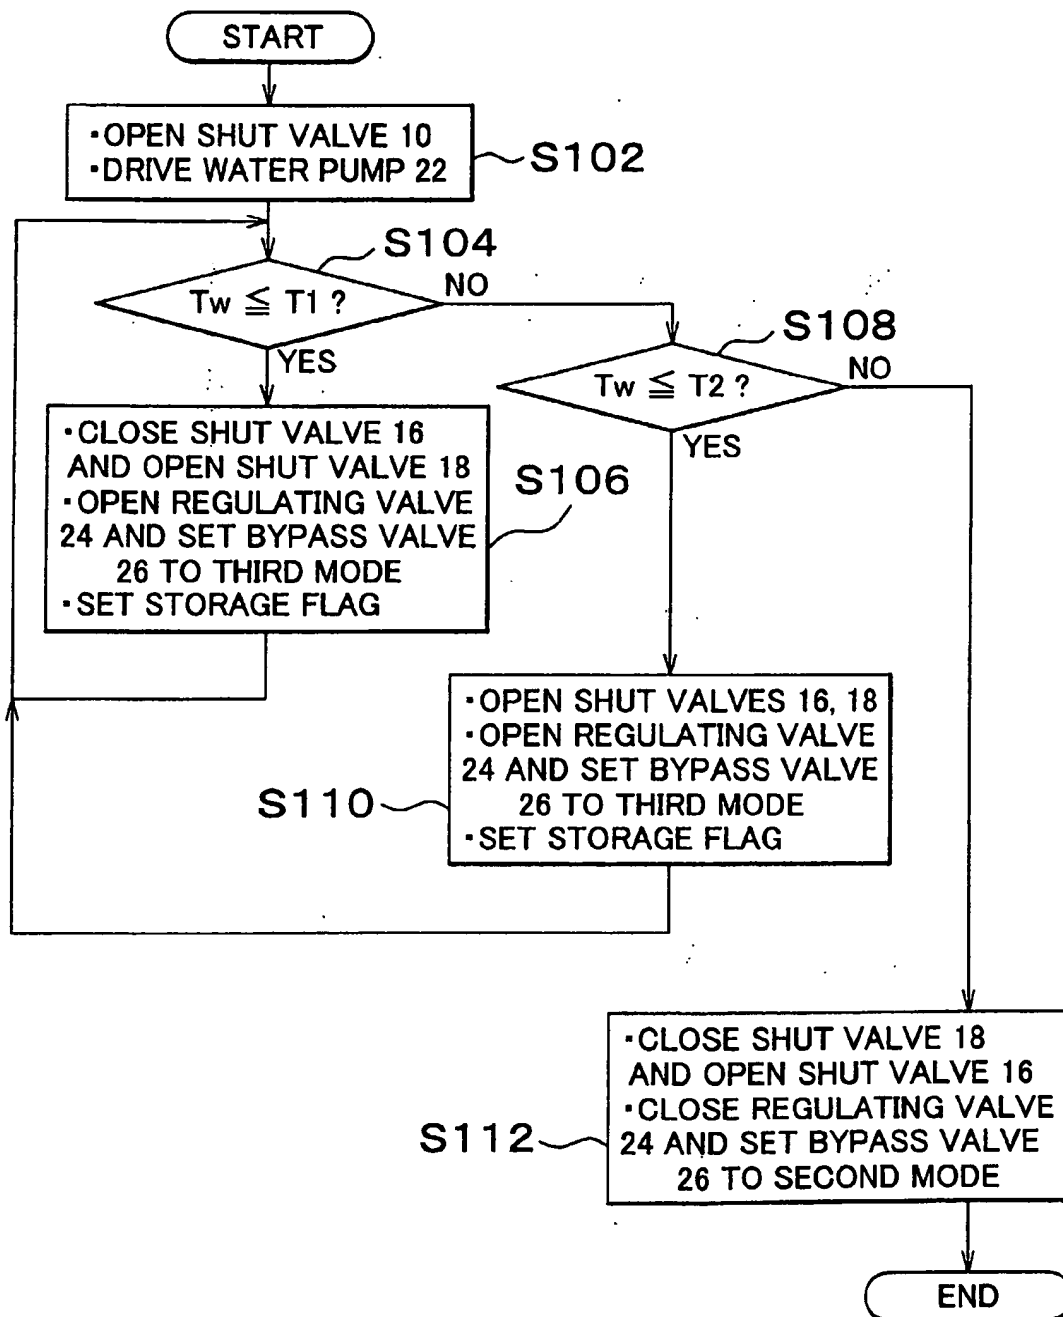 START
·OPEN SHUT VALVE 10
·DRIVE WATER PUMP 22
S102
S104
Tw ≦ T1 ?
NO
YES
S108
Tw ≦ T2 ?
NO
YES
·CLOSE SHUT VALVE 16
AND OPEN SHUT VALVE 18
·OPEN REGULATING VALVE
24 AND SET BYPASS VALVE
26 TO THIRD MODE
·SET STORAGE FLAG
S106
·OPEN SHUT VALVES 16, 18
·OPEN REGULATING VALVE
24 AND SET BYPASS VALVE
26 TO THIRD MODE
·SET STORAGE FLAG
S110
·CLOSE SHUT VALVE 18
AND OPEN SHUT VALVE 16
·CLOSE REGULATING VALVE
24 AND SET BYPASS VALVE
26 TO SECOND MODE
S112
END